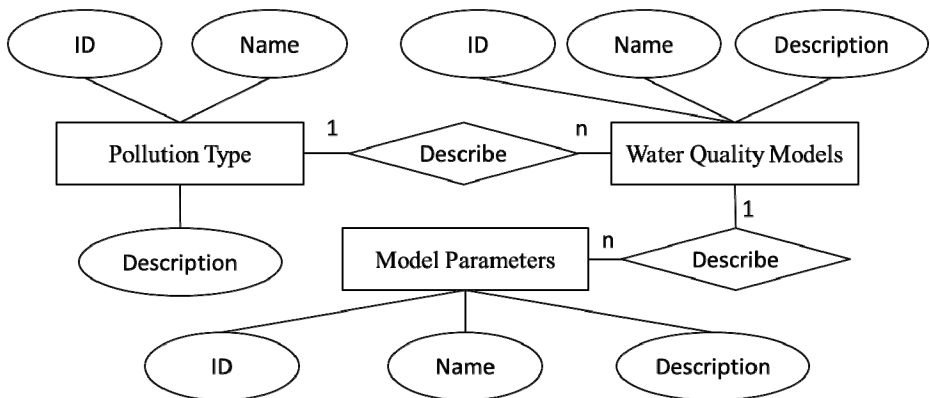 ID
Name
ID
Name
Description
Pollution Type
1
Describe
n
Water Quality Models
1
Description
Model Parameters
n
Describe
ID
Name
Description